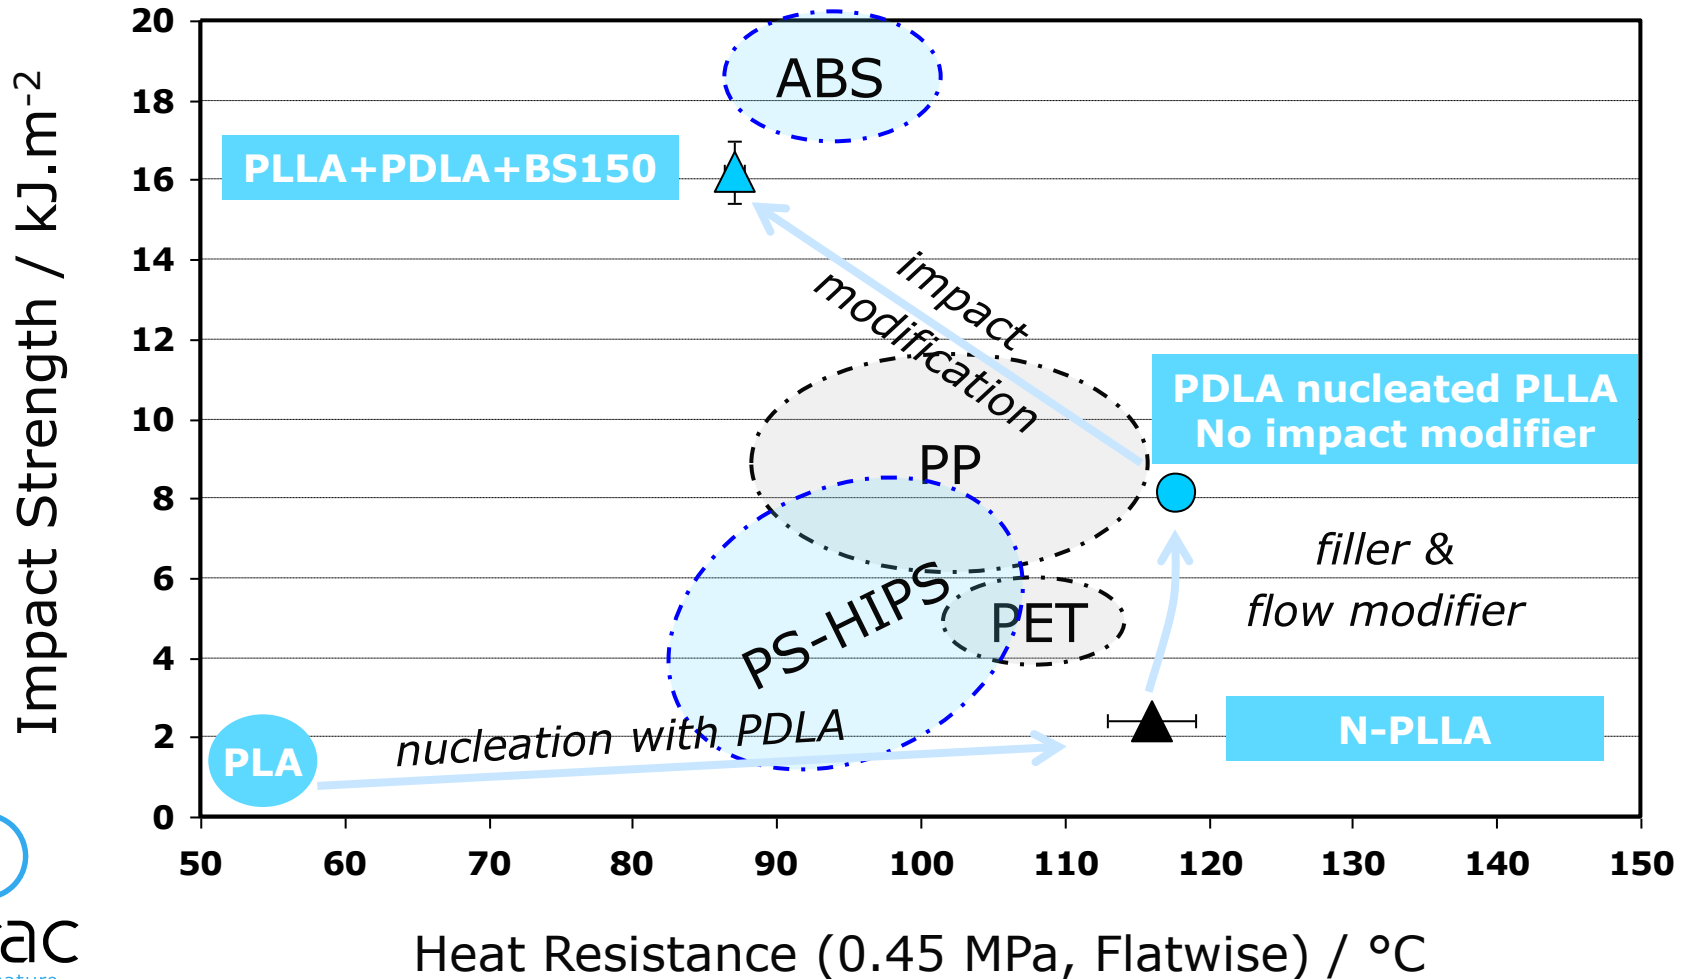 Impact Strength / kJ.m⁻²
20
18
16
14
12
10
8
6
4
2
0
ABS
PLLA+PDLA+BS150
impact
modification
PDLA nucleated PLLA
No impact modifier
PP
filler &
flow modifier
PS-HIPS
PET
nucleation with PDLA
N-PLLA
PLA
50 60 70 80 90 100 110 120 130 140 150
Heat Resistance (0.45 MPa, Flatwise) / °C